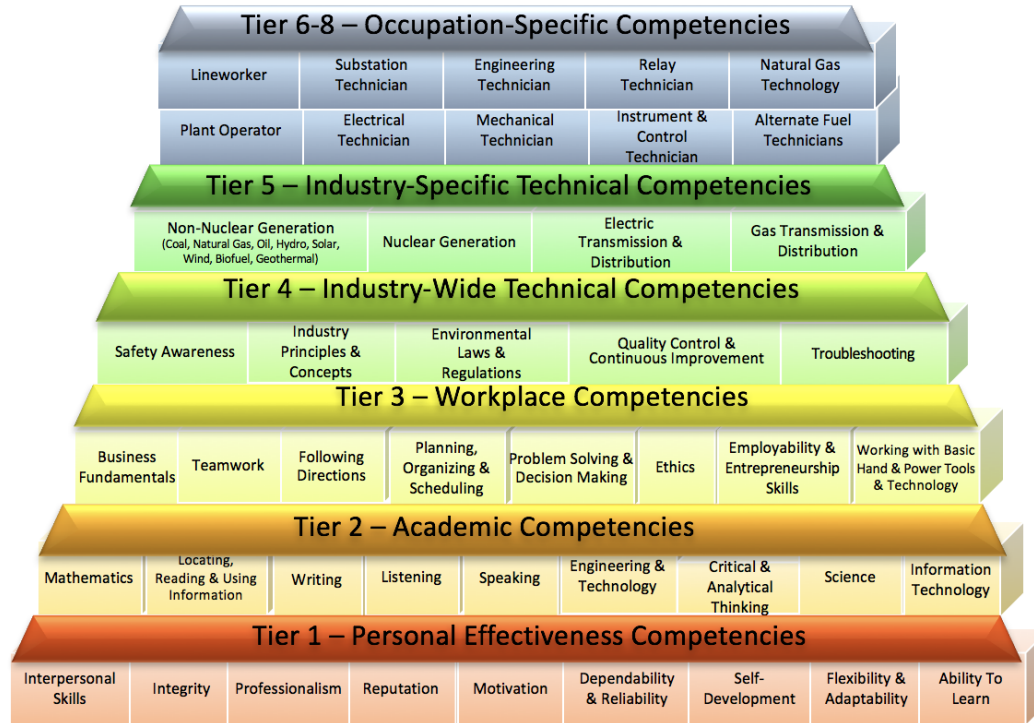 Tier 6-8 – Occupation-Specific Competencies
Lineworker
Substation
Technician
Engineering
Technician
Relay
Technician
Natural Gas
Technology
Plant Operator
Electrical
Technician
Mechanical
Technician
Instrument &
Control
Technician
Alternate Fuel
Technicians
Tier 5 – Industry-Specific Technical Competencies
Non-Nuclear Generation
(Coal, Natural Gas, Oil, Hydro, Solar,
Wind, Biofuel, Geothermal)
Nuclear Generation
Electric
Transmission &
Distribution
Gas Transmission &
Distribution
Tier 4 – Industry-Wide Technical Competencies
Safety Awareness
Industry
Principles &
Concepts
Environmental
Laws &
Regulations
Quality Control &
Continuous Improvement
Troubleshooting
Tier 3 – Workplace Competencies
Business
Fundamentals
Teamwork
Following
Directions
Planning,
Organizing &
Scheduling
Problem Solving &
Decision Making
Ethics
Employability &
Entrepreneurship
Skills
Working with Basic
Hand & Power Tools
& Technology
Tier 2 – Academic Competencies
Mathematics
Locating,
Reading & Using
Information
Writing
Listening
Speaking
Engineering &
Technology
Critical &
Analytical
Thinking
Science
Information
Technology
Tier 1 – Personal Effectiveness Competencies
Interpersonal
Skills
Integrity
Professionalism
Reputation
Motivation
Dependability
& Reliability
Self-
Development
Flexibility &
Adaptability
Ability To
Learn